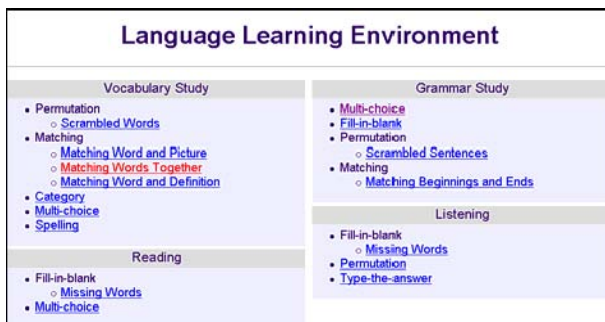 Language Learning Environment
Vocabulary Study
Permutation
Scrambled Words
Matching
Matching Word and Picture
Matching Words Together
Matching Word and Definition
Category
Multi-choice
Spelling
Reading
Fill-in-blank
Missing Words
Multi-choice
Grammar Study
Multi-choice
Fill-in-blank
Permutation
Scrambled Sentences
Matching
Matching Beginnings and Ends
Listening
Fill-in-blank
Missing Words
Permutation
Type-the-answer